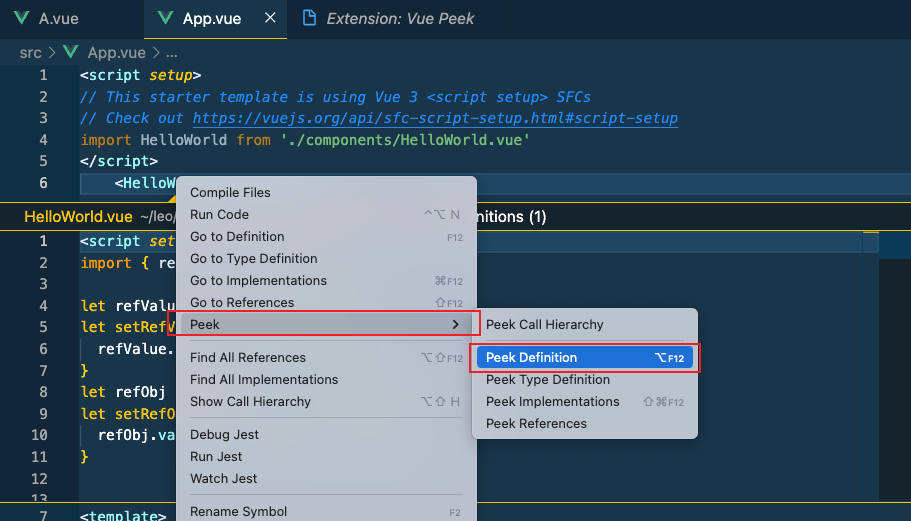 A.vue App.vue × Extension: Vue Peek
src > App.vue > ...
1 <script setup>
2 // This starter template is using Vue 3 <script setup> SFCs
3 // Check out https://vuejs.org/api/sfc-script-setup.html#script-setup
4 import HelloWorld from './components/HelloWorld.vue'
5 </script>
6 <HelloW
HelloWorld.vue ~/leo/ nitions (1)
1 <script set
2 import { re
3
4 let refValu
5 let setRefV
6 refValue.
7 }
8 let refObj
9 let setRefO
10 refObj.va
11 }
12
13
7 <template>
Compile Files
Run Code ⌃⌥ N
Go to Definition F12
Go to Type Definition
Go to Implementations ⌘F12
Go to References ⇧F12
Peek >
Find All References ⌥⇧F12
Find All Implementations
Show Call Hierarchy ⌥⇧ H
Debug Jest
Run Jest
Watch Jest
Rename Symbol F2
Peek Call Hierarchy
Peek Definition ⌥F12
Peek Type Definition
Peek Implementations ⇧⌘F12
Peek References